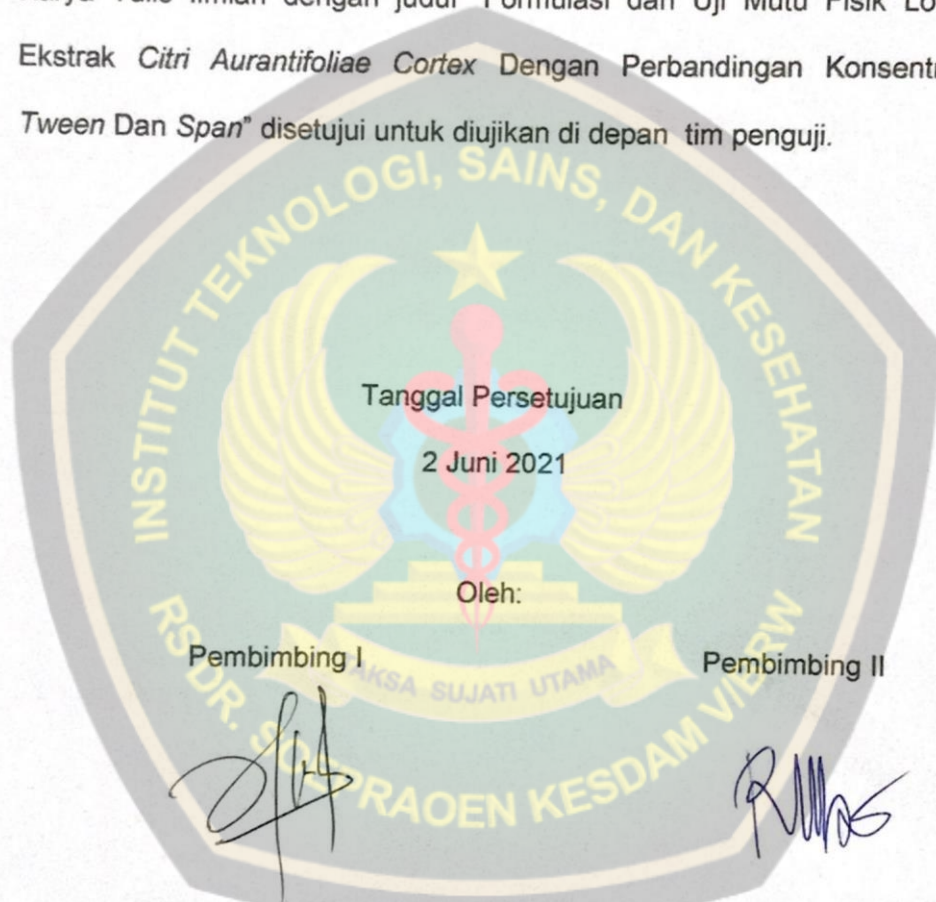 Ekstrak Citri Aurantifoliae Cortex Dengan Perbandingan
Tween Dan Span" disetujui untuk diujikan di depan tim penguji.
INSTITUT TEKNOLOGI, SAINS, DAN KESEHATAN
Tanggal Persetujuan
2 Juni 2021
Oleh:
Pembimbing I
Pembimbing II
SUJATI UTAMA
RS DR. SOEPRAOEN KESDAM V/BRW